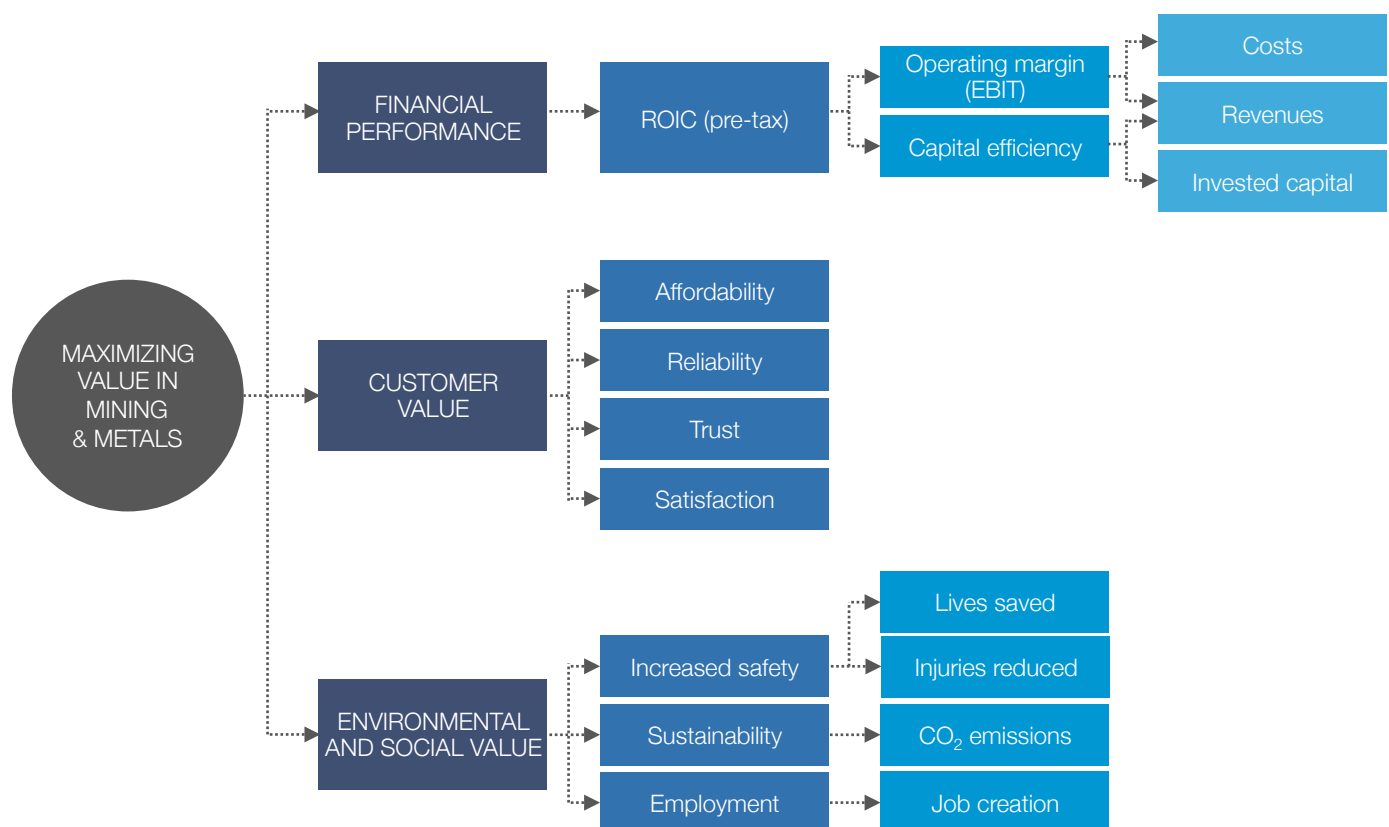 MAXIMIZING
VALUE IN
MINING
& METALS
FINANCIAL
PERFORMANCE
ROIC (pre-tax)
Operating margin
(EBIT)
Capital efficiency
Costs
Revenues
Invested capital
CUSTOMER
VALUE
Affordability
Reliability
Trust
Satisfaction
ENVIRONMENTAL
AND SOCIAL VALUE
Increased safety
Lives saved
Injuries reduced
Sustainability
CO₂ emissions
Employment
Job creation